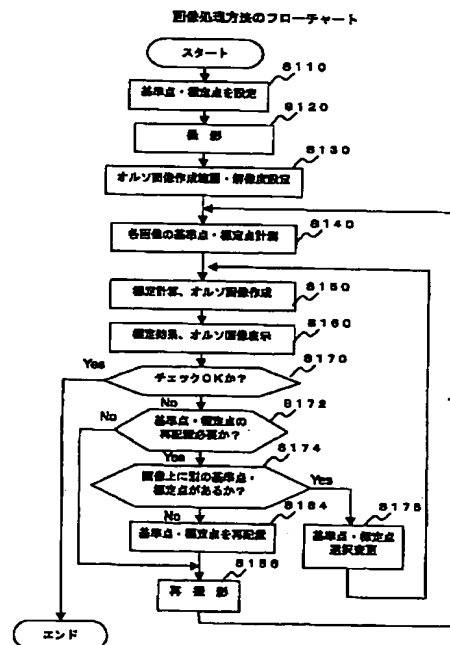 画像処理方法のフローチャート
スタート
S110
基準点・標定点を設定
S120
撮 影
S130
オルソ画像作成範囲・解像度設定
S140
各画像の基準点・標定点計測
S150
標定計算、オルソ画像作成
S160
標定効果、オルソ画像表示
S170
Yes
チェックOKか?
No
S172
No
基準点・標定点の
再配置必要か?
Yes
S174
画像上に別の基準点・
標定点があるか?
Yes
No
S184
基準点・標定点を再配置
S175
基準点・標定点
選択変更
S186
再 撮 影
エンド